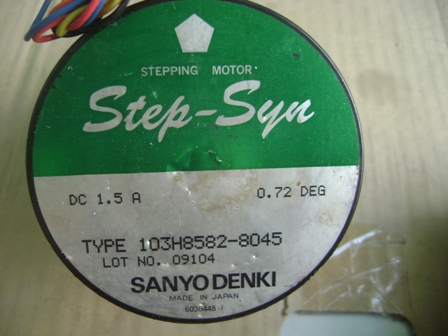 STEPPING MOTOR
Step-Syn
DC 1.5 A 0.72 DEG
TYPE 103H8582-8045
LOT NO. 09104
SANYO DENKI
MADE IN JAPAN